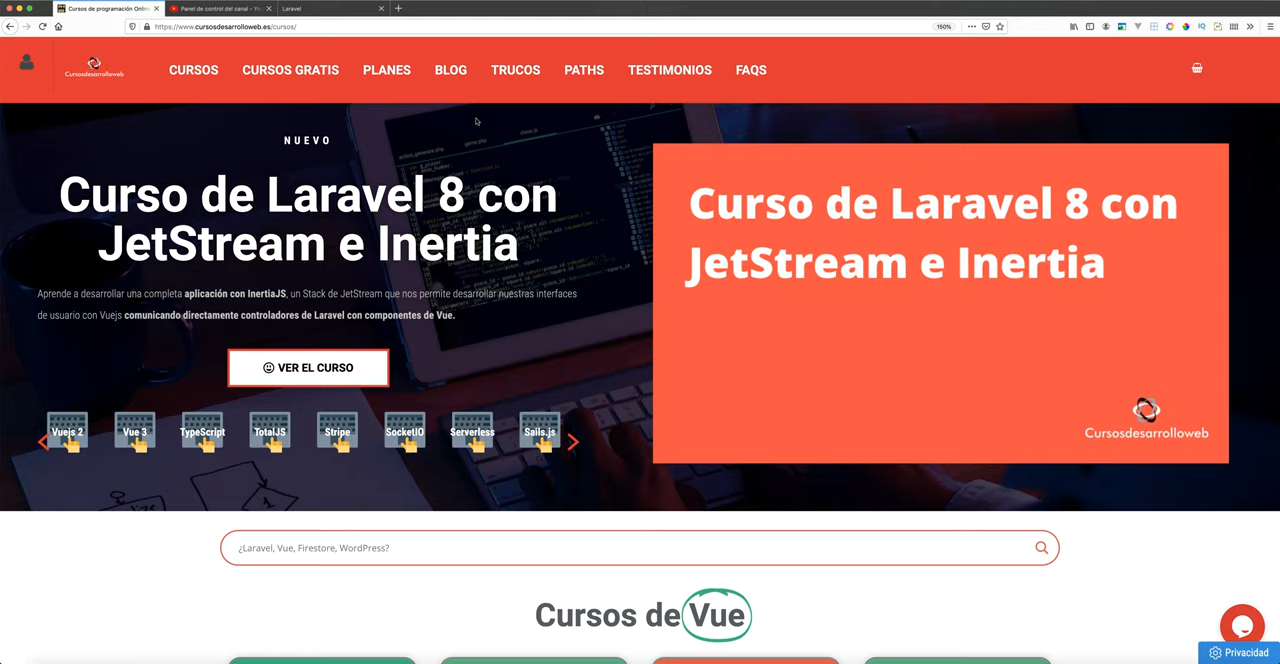 Cursos de programación Onlin
Panel de control del canal - Yo
Laravel
https://www.cursosdesarrolloweb.es/cursos/
150%
Cursosdesarrolloweb
CURSOS
CURSOS GRATIS
PLANES
BLOG
TRUCOS
PATHS
TESTIMONIOS
FAQS
NUEVO
Curso de Laravel 8 con
JetStream e Inertia
Aprende a desarrollar una completa aplicación con InertiaJS, un Stack de JetStream que nos permite desarrollar nuestras interfaces
de usuario con Vuejs comunicando directamente controladores de Laravel con componentes de Vue.
VER EL CURSO
Vuejs 2
Vue 3
TypeScript
TotalJS
Stripe
SocketIO
Serverless
Sails.js
Curso de Laravel 8 con
JetStream e Inertia
Cursosdesarrolloweb
¿Laravel, Vue, Firestore, WordPress?
Cursos de Vue
Privacidad